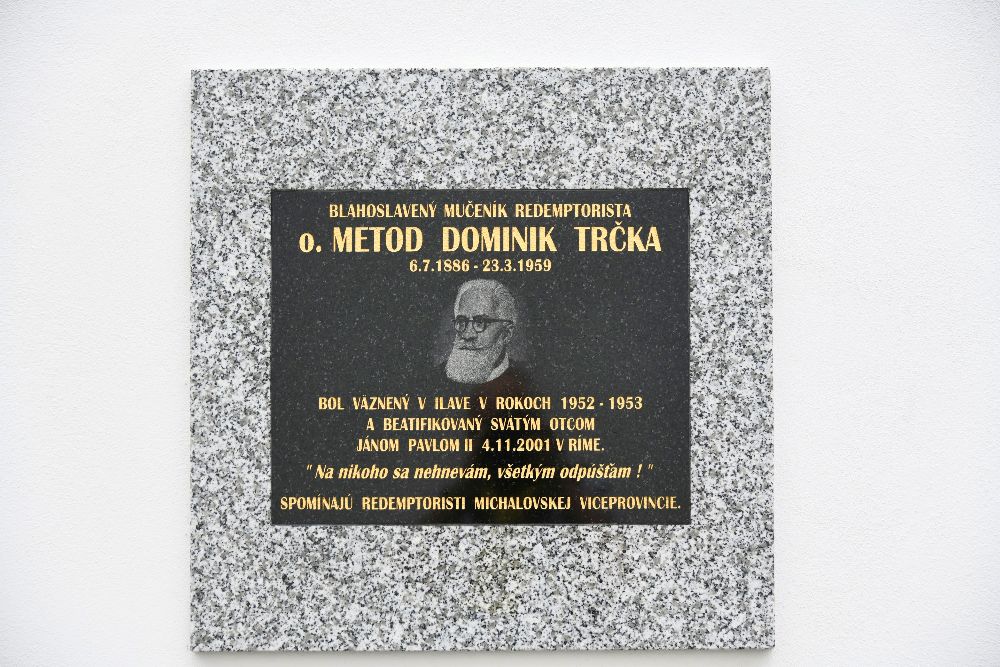 BLAHOSLAVENÝ MUČENÍK REDEMPTORISTA
o. METOD DOMINIK TRČKA
6.7.1886 - 23.3.1959
BOL VÄZNENÝ V ILAVE V ROKOCH 1952 - 1953
A BEATIFIKOVANÝ SVÄTÝM OTCOM
JÁNOM PAVLOM II 4.11.2001 V RÍME.
" Na nikoho sa nehnevám, všetkým odpúšťam ! "
SPOMÍNAJÚ REDEMPTORISTI MICHALOVSKEJ VICEPROVINCIE.